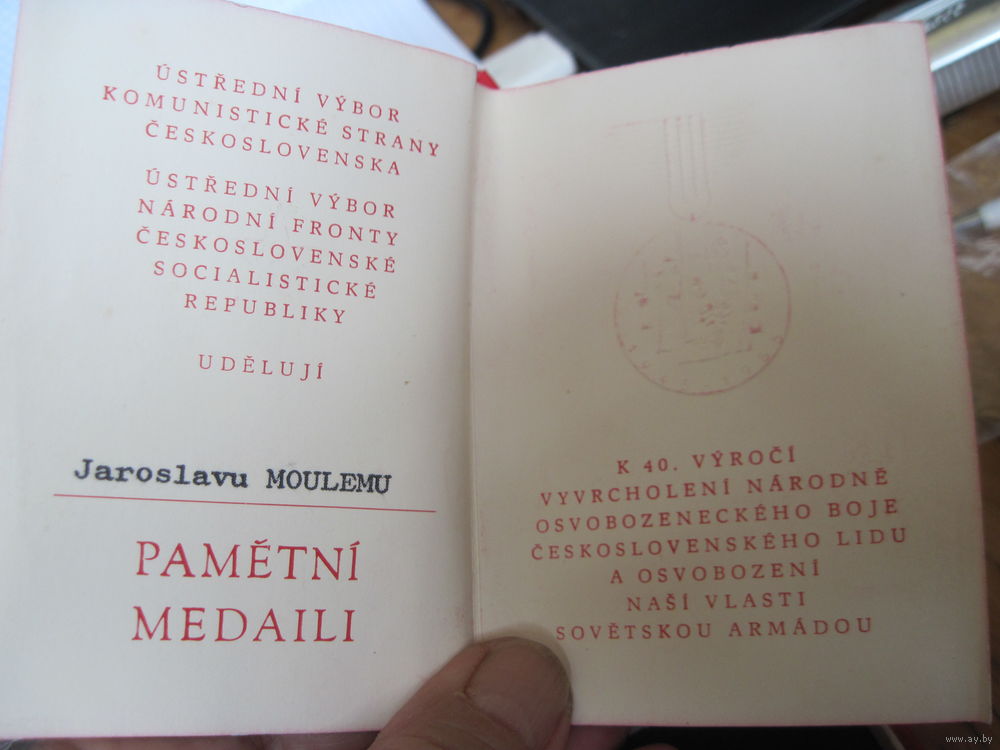 ÚSTŘEDNÍ VÝBOR
KOMUNISTICKÉ STRANY
ČESKOSLOVENSKA
ÚSTŘEDNÍ VÝBOR
NÁRODNÍ FRONTY
ČESKOSLOVENSKÉ
SOCIALISTICKÉ
REPUBLIKY
UDĚLUJÍ
Jaroslavu MOULEMU
PAMĚTNÍ
MEDAILI
K 40. VÝROČÍ
VYVRCHOLENÍ NÁRODNĚ
OSVOBOZENECKÉHO BOJE
ČESKOSLOVENSKÉHO LIDU
A OSVOBOZENÍ
NAŠÍ VLASTI
SOVĚTSKOU ARMÁDOU
www.ay.by